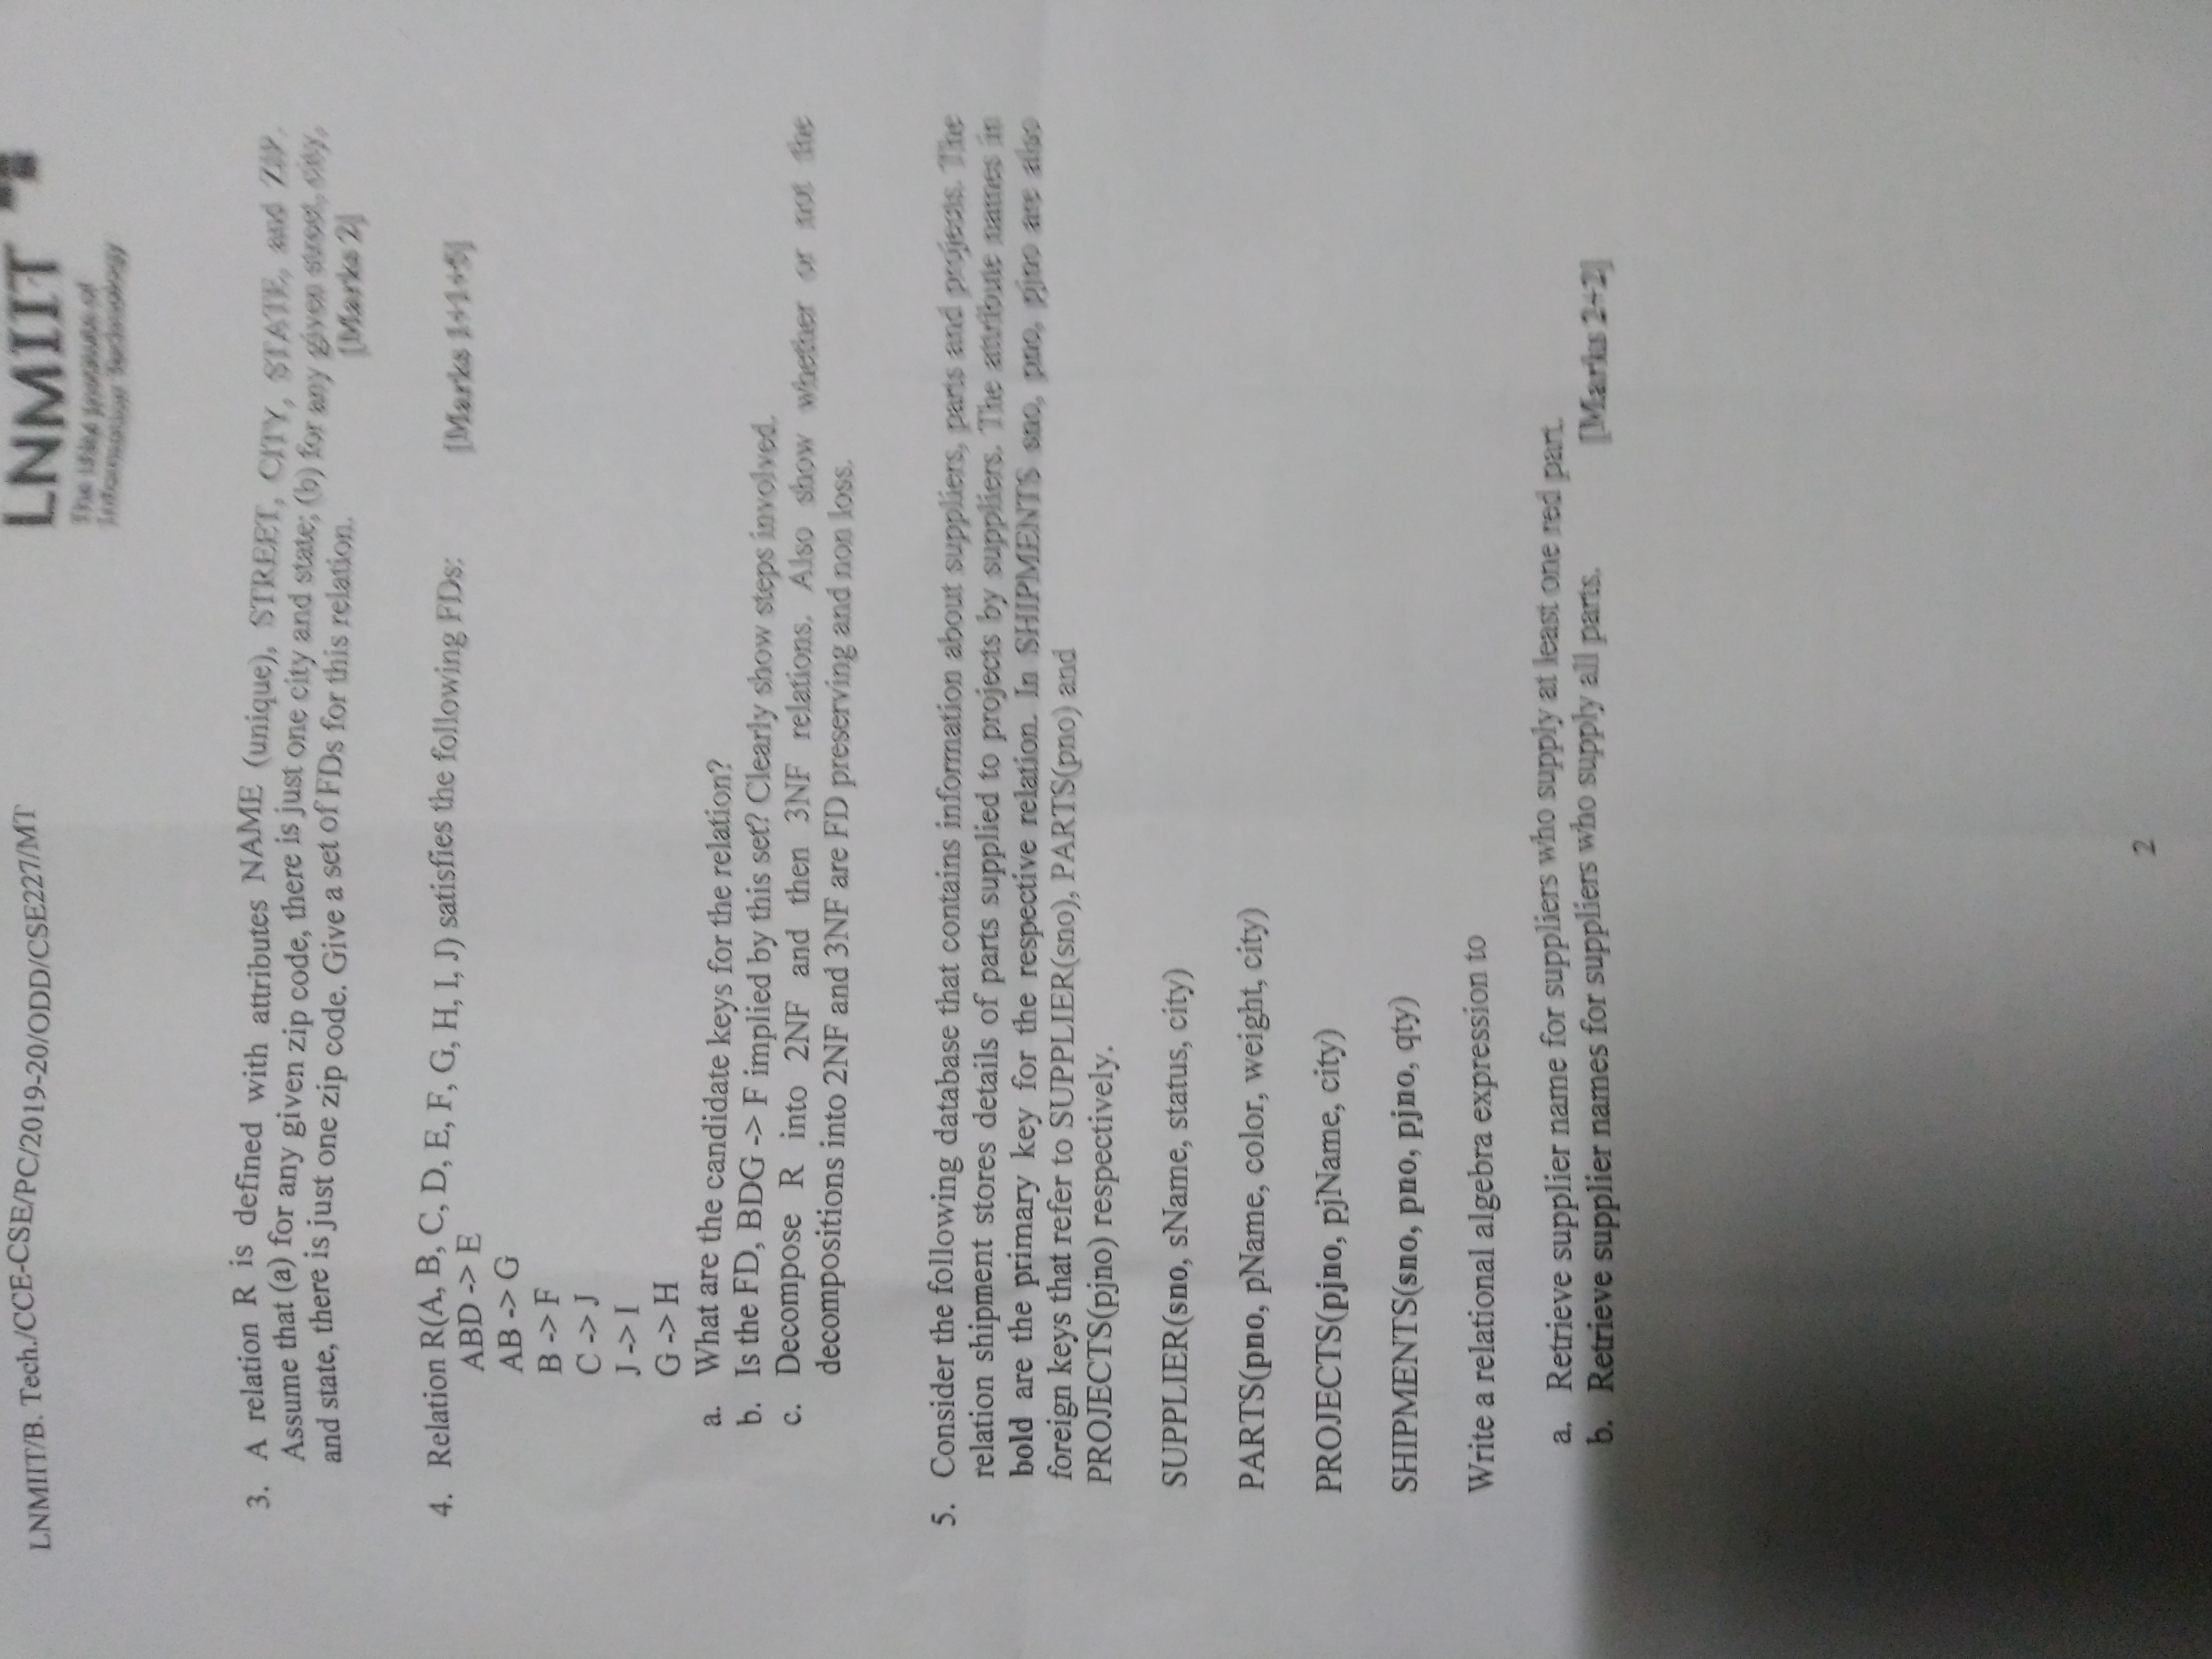 LNMIIT/B. Tech./CCE-CSE/PC/2019-20/ODD/CSE227/MT
LNMIIT
The LNM Institute of
Information Technology
3. A relation R is defined with attributes NAME (unique), STREET, CITY, STATE, and ZIP.
Assume that (a) for any given zip code, there is just one city and state; (b) for any given street, city,
and state, there is just one zip code. Give a set of FDs for this relation.
[Marks 2]
4. Relation R(A, B, C, D, E, F, G, H, I, J) satisfies the following FDs: [Marks 1+1+5]
ABD -> E
AB -> G
B -> F
C -> J
J -> I
G -> H
a. What are the candidate keys for the relation?
b. Is the FD, BDG -> F implied by this set? Clearly show steps involved.
c. Decompose R into 2NF and then 3NF relations. Also show whether or not the
decompositions into 2NF and 3NF are FD preserving and non loss.
5. Consider the following database that contains information about suppliers, parts and projects. The
relation shipment stores details of parts supplied to projects by suppliers. The attribute names in
bold are the primary key for the respective relation. In SHIPMENTS sno, pno, pjno are also
foreign keys that refer to SUPPLIER(sno), PARTS(pno) and
PROJECTS(pjno) respectively.
SUPPLIER(sno, sName, status, city)
PARTS(pno, pName, color, weight, city)
PROJECTS(pjno, pjName, city)
SHIPMENTS(sno, pno, pjno, qty)
Write a relational algebra expression to
a. Retrieve supplier name for suppliers who supply at least one red part.
b. Retrieve supplier names for suppliers who supply all parts. [Marks 2+2]
2